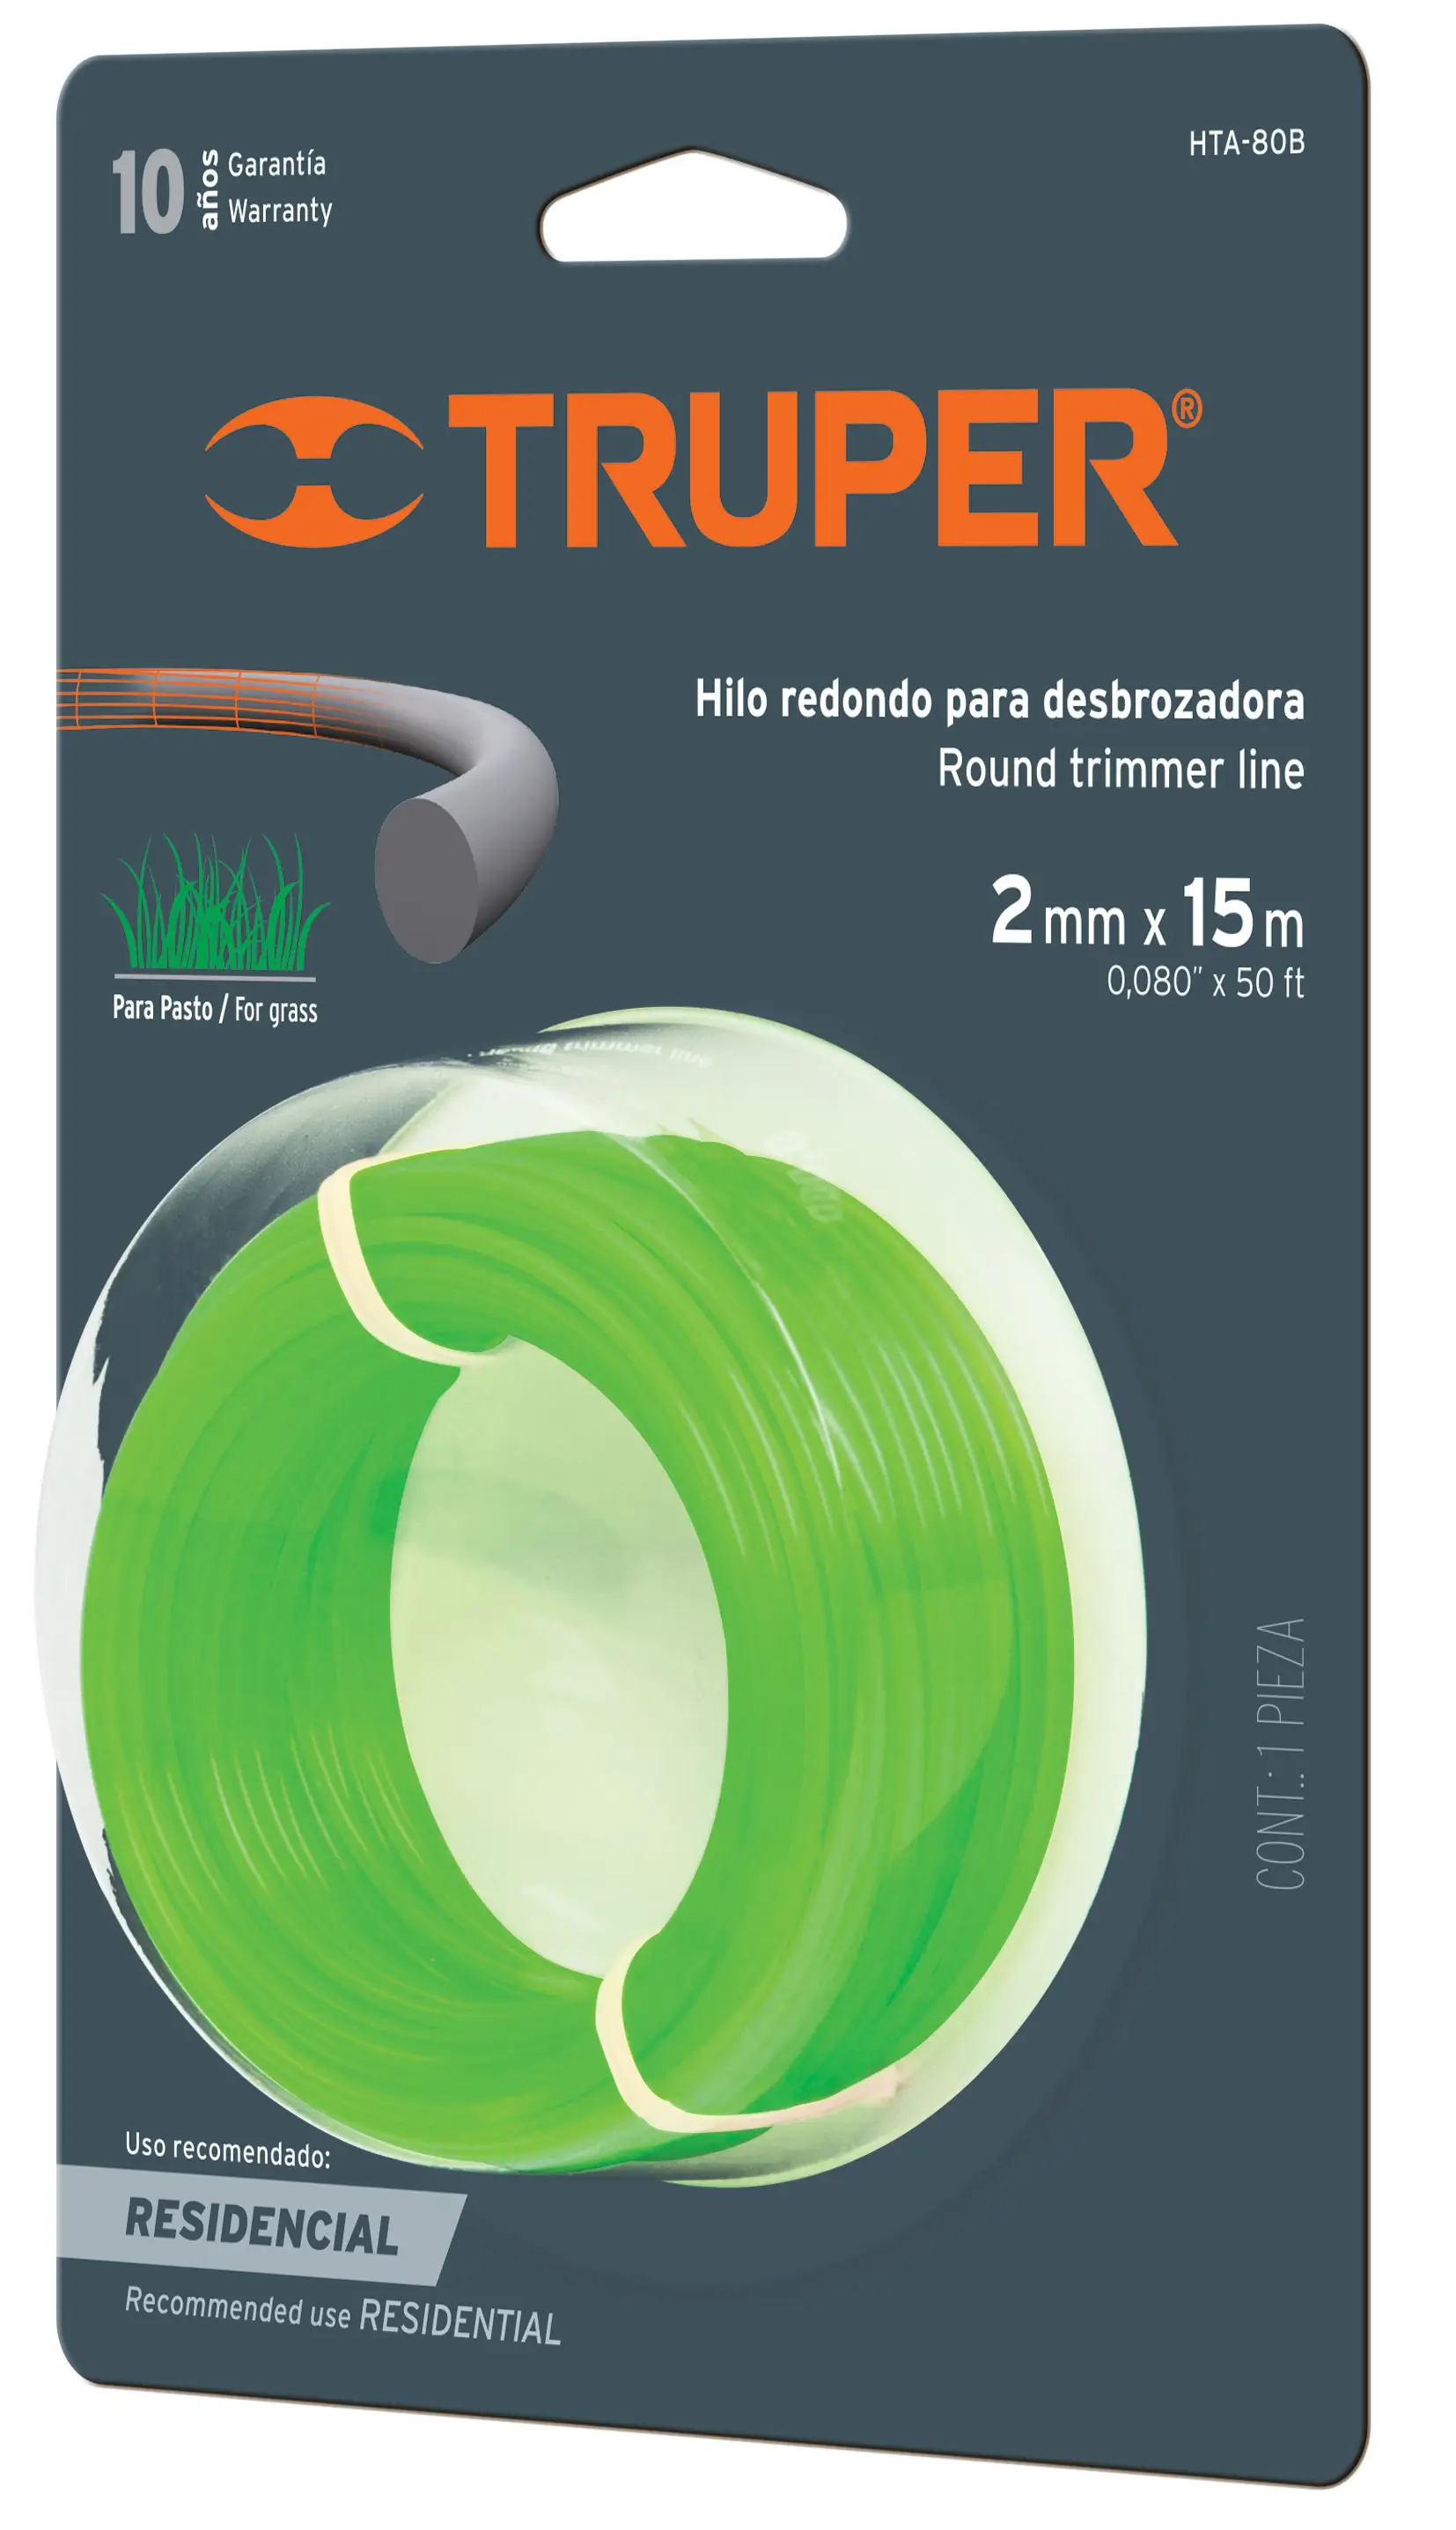 10 años
Garantía
Warranty
HTA-80B
TRUPER®
Hilo redondo para desbrozadora
Round trimmer line
2 mm x 15 m
0,080" x 50 ft
Para Pasto / For grass
CONT.: 1 PIEZA
Uso recomendado:
RESIDENCIAL
Recommended use RESIDENTIAL